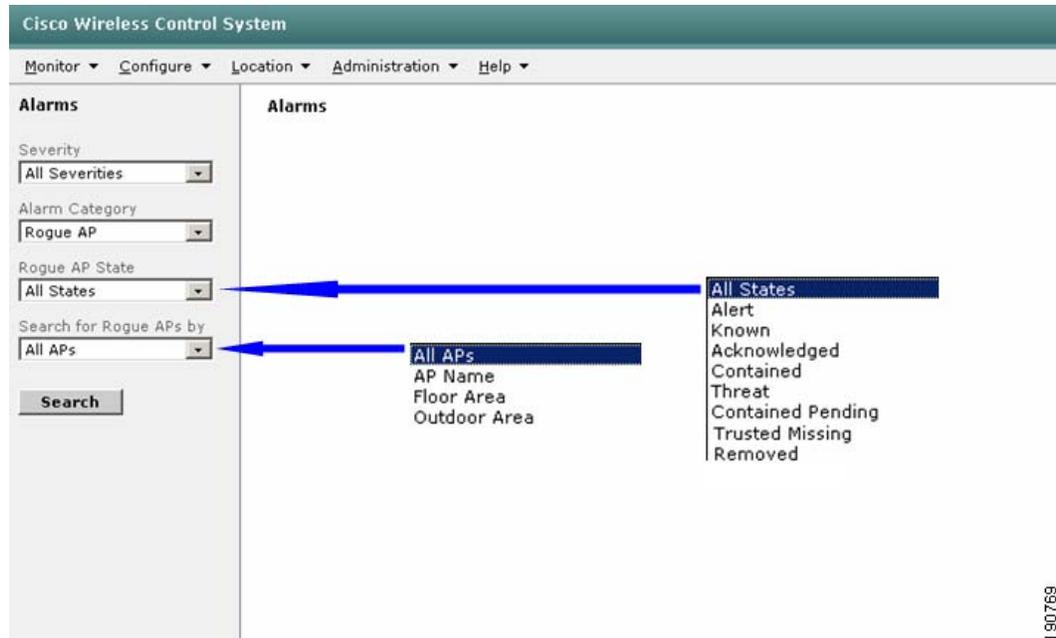 Cisco Wireless Control System
Monitor Configure Location Administration Help
Alarms
Severity
All Severities
Alarm Category
Rogue AP
Rogue AP State
All States
Search for Rogue APs by
All APs
Search
Alarms
All APs
AP Name
Floor Area
Outdoor Area
All States
Alert
Known
Acknowledged
Contained
Threat
Contained Pending
Trusted Missing
Removed
190769